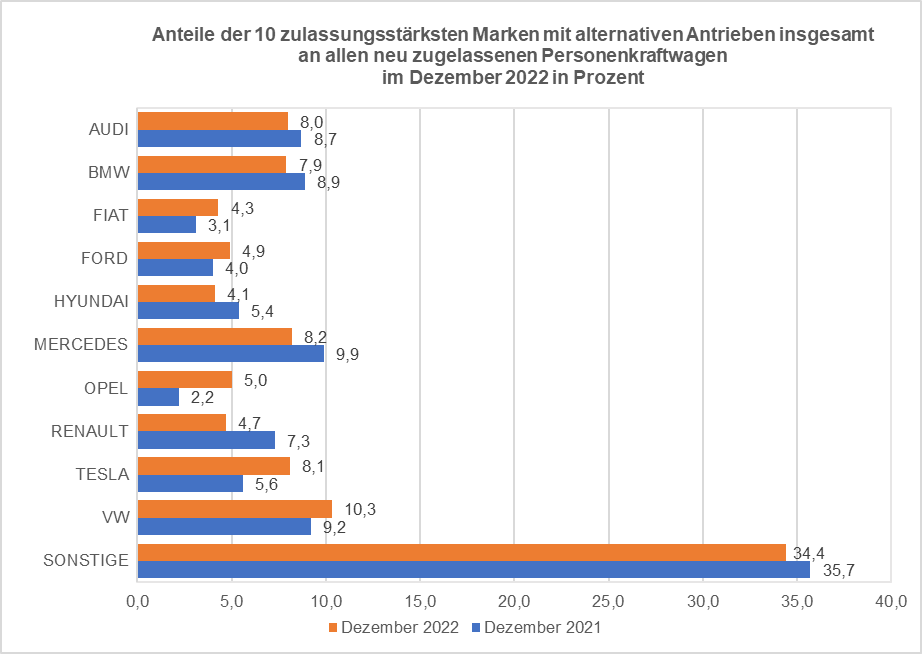 Anteile der 10 zulassungsstärksten Marken mit alternativen Antrieben insgesamt
an allen neu zugelassenen Personenkraftwagen
im Dezember 2022 in Prozent
AUDI
8,0
8,7
BMW
7,9
8,9
FIAT
4,3
3,1
FORD
4,9
4,0
HYUNDAI
4,1
5,4
MERCEDES
8,2
9,9
OPEL
5,0
2,2
RENAULT
4,7
7,3
TESLA
8,1
5,6
VW
10,3
9,2
SONSTIGE
34,4
35,7
0,0 5,0 10,0 15,0 20,0 25,0 30,0 35,0 40,0
Dezember 2022 Dezember 2021